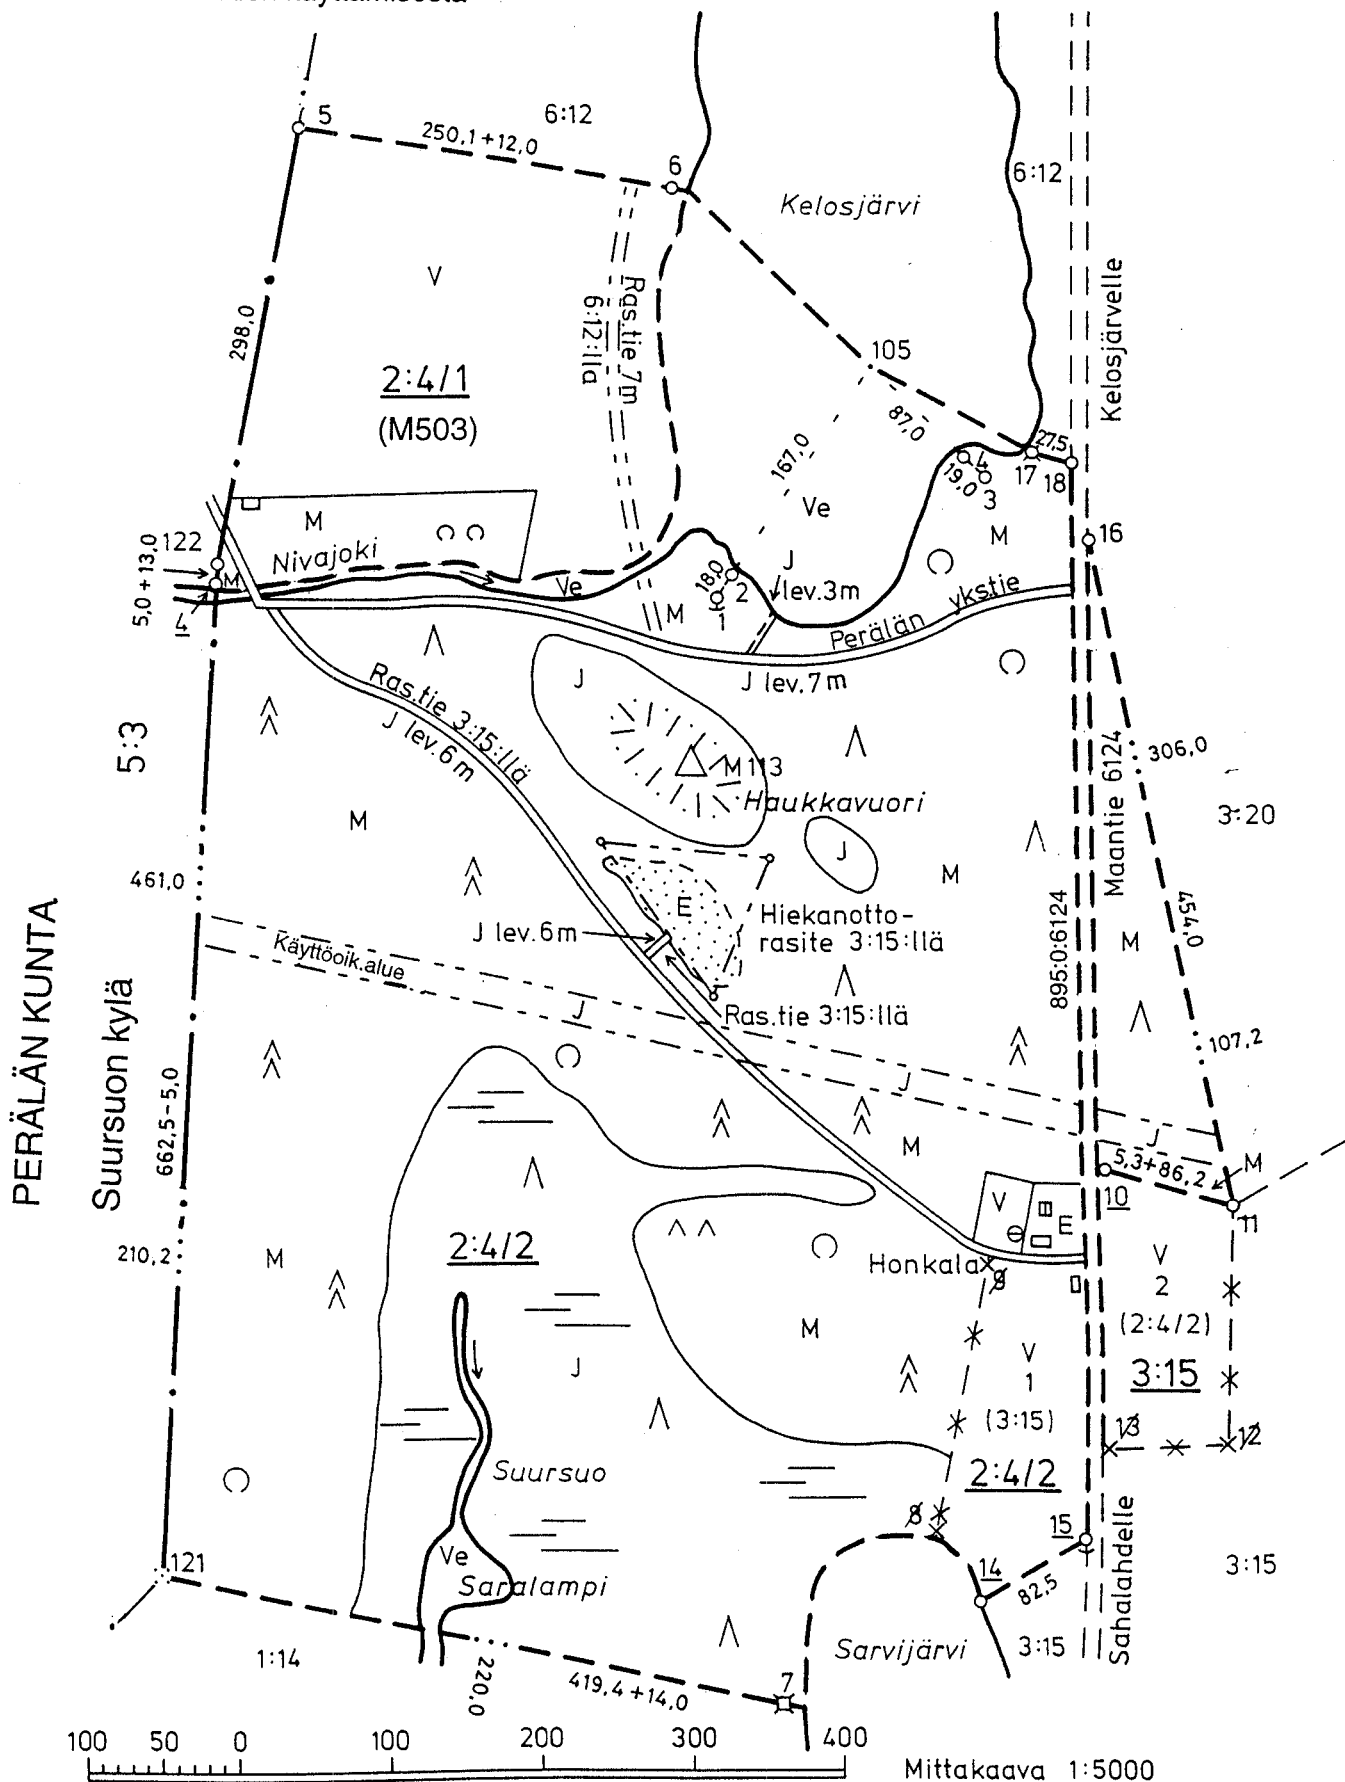 5
6:12
250,1+12,0
6
6:12
Kelosjärvi
V
Ras.tie 7m
6:12:lla
Kelosjärvelle
298,0
2:4/1
(M503)
105
87,0
167,0
27,5
4
19,0
3
17
18
Ve
M
16
M
Nivajoki
122
5,0+13,0
M
4
Ve
18,0
2
1
M
J
lev.3m
Perälän ykstie
J lev.7m
Ras.tie 3:15:llä
J lev.6m
J
5:3
M113
Haukkavuori
306,0
Maantie 6124
3:20
M
J
M
461,0
E
Hiekanotto-
rasite 3:15:llä
J lev.6m
454,0
M
895:0:6124
Käyttöoik.alue
J
Ras.tie 3:15:llä
PERÄLÄN KUNTA
Suursuon kylä
107,2
J
J
662,5-5,0
M
5,3+86,2
M
10
11
V
E
210,2
M
2:4/2
Honkala
9
V
2
(2:4/2)
M
J
V
1
(3:15)
3:15
13
12
2:4/2
Suursuo
8
15
Sahalahdelle
121
Ve
Saralampi
14
82,5
3:15
Sarvijärvi
3:15
1:14
220,0
419,4+14,0
7
100 50 0 100 200 300 400
Mittakaava 1:5000